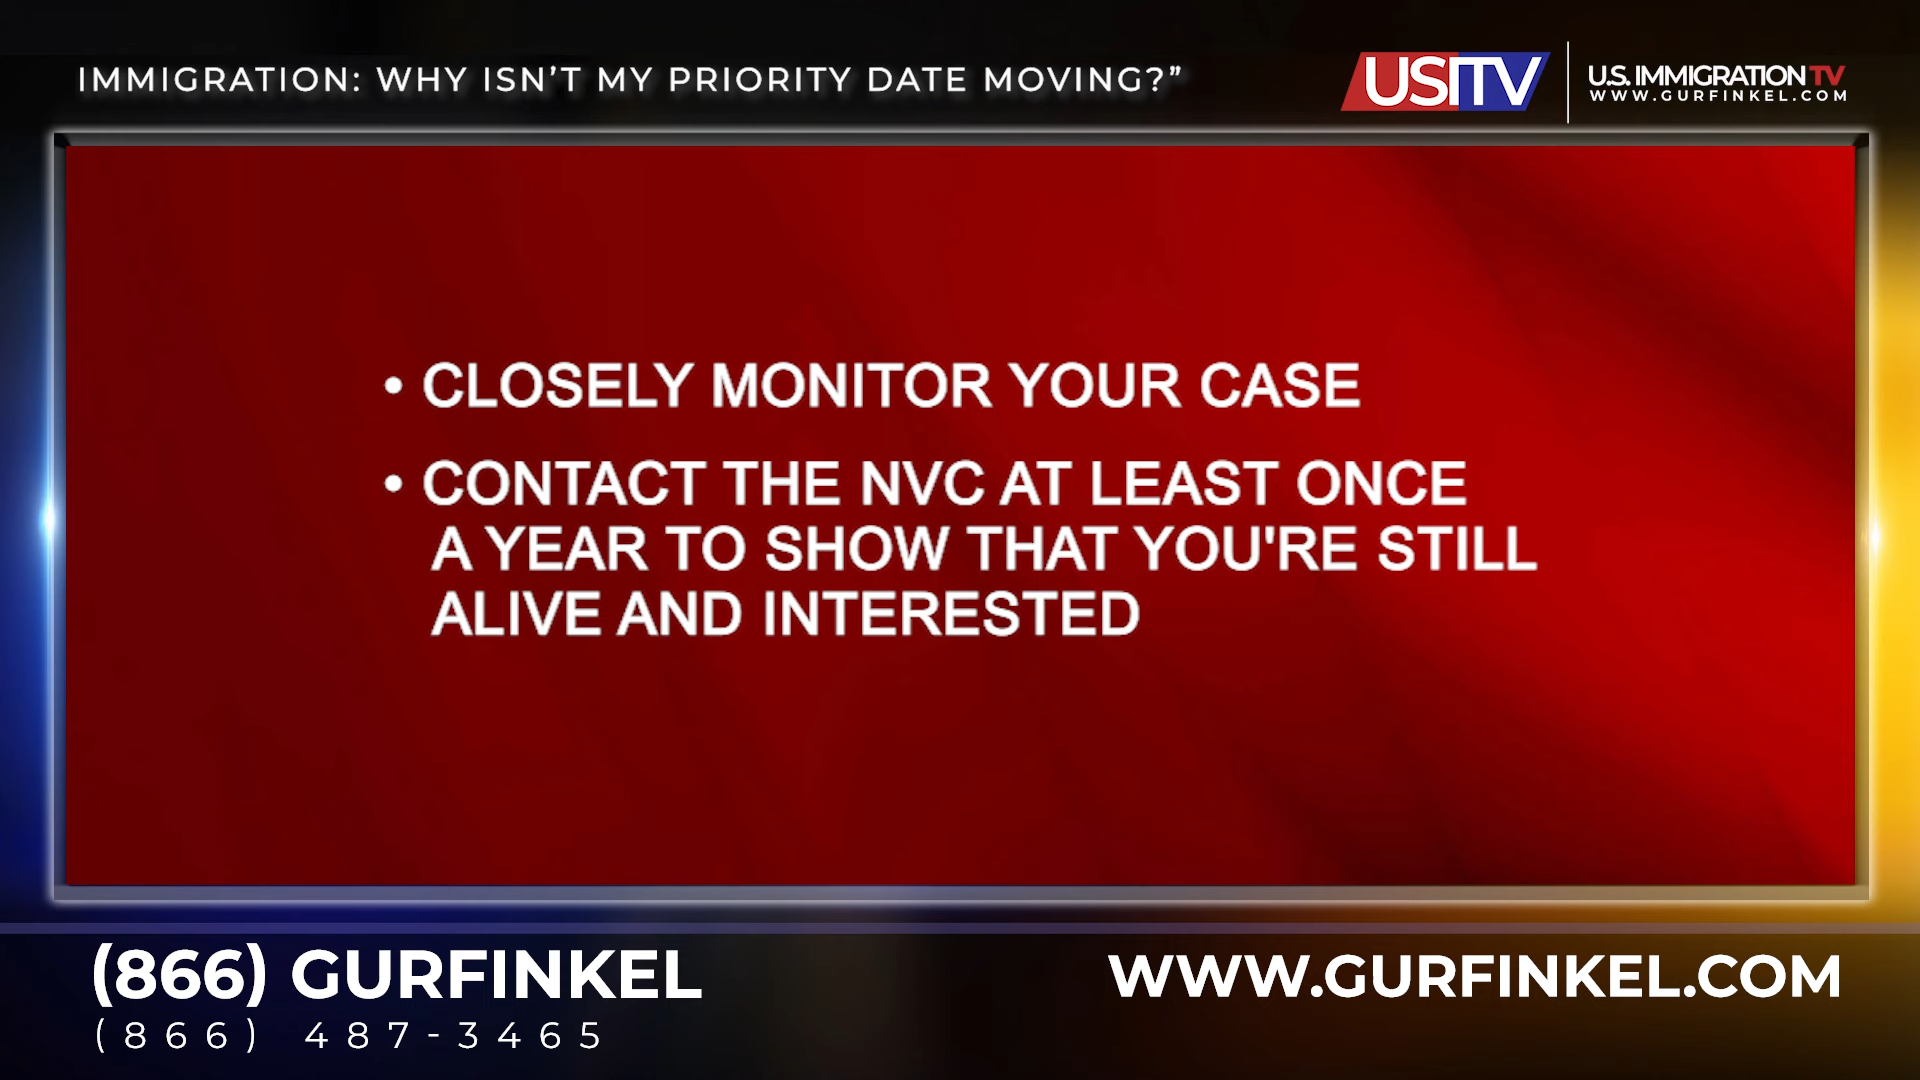 IMMIGRATION: WHY ISN’T MY PRIORITY DATE MOVING?”
USITV
U.S. IMMIGRATION TV
WWW.GURFINKEL.COM
• CLOSELY MONITOR YOUR CASE
• CONTACT THE NVC AT LEAST ONCE
A YEAR TO SHOW THAT YOU'RE STILL
ALIVE AND INTERESTED
(866) GURFINKEL
(866) 487-3465
WWW.GURFINKEL.COM